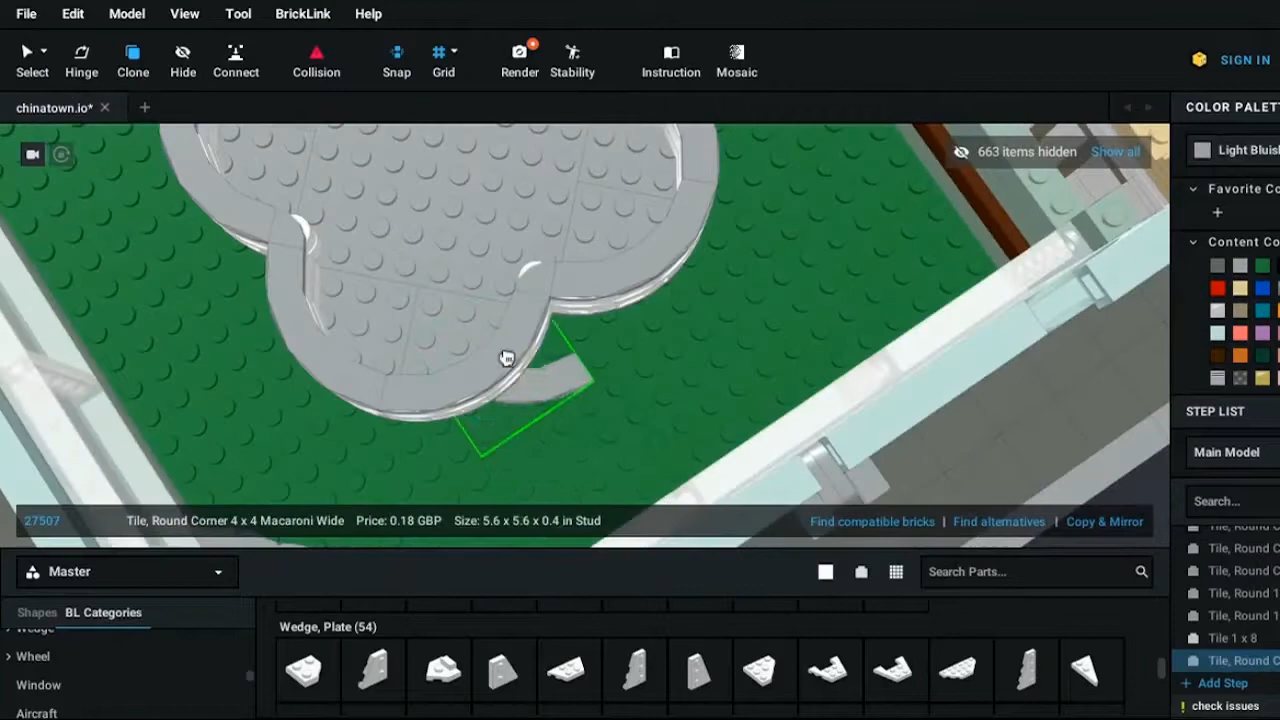 File Edit Model View Tool BrickLink Help
Select Hinge Clone Hide Connect Collision Snap Grid Render Stability Instruction Mosaic SIGN IN
chinatown.io* COLOR PALET
663 items hidden Show all
Light Bluish
Favorite Co
+
Content Co
STEP LIST
Main Model
Search...
27507 Tile, Round Corner 4 x 4 Macaroni Wide Price: 0.18 GBP Size: 5.6 x 5.6 x 0.4 in Stud Find compatible bricks | Find alternatives | Copy & Mirror
Tile, Round C
Tile, Round C
Master Search Parts... Tile, Round C
Tile, Round 1
Shapes BL Categories Tile, Round 1
Wedge Wedge, Plate (54)
Tile 1 x 8
Wheel Tile, Round C
Window + Add Step
Aircraft check issues